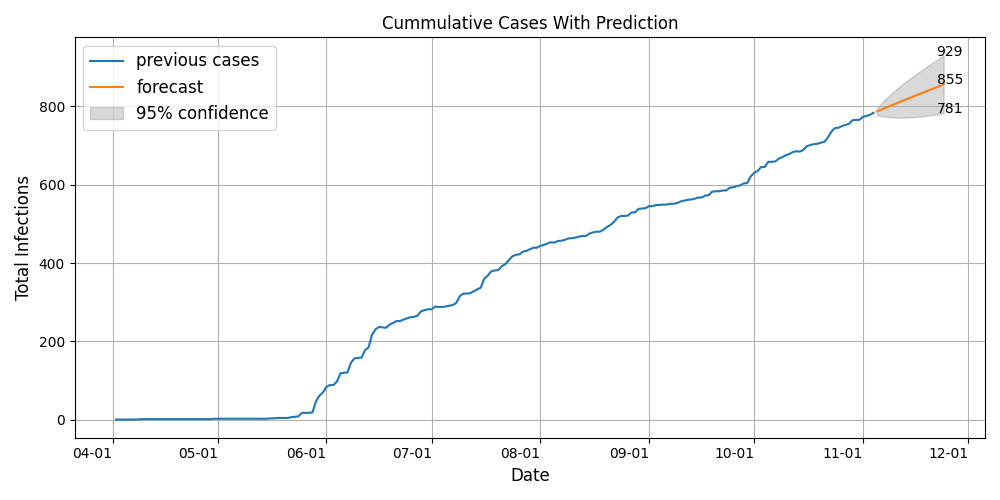 Cummulative Cases With Prediction
previous cases
forecast
95% confidence
929
855
781
Total Infections
800
600
400
200
0
04-01 05-01 06-01 07-01 08-01 09-01 10-01 11-01 12-01
Date